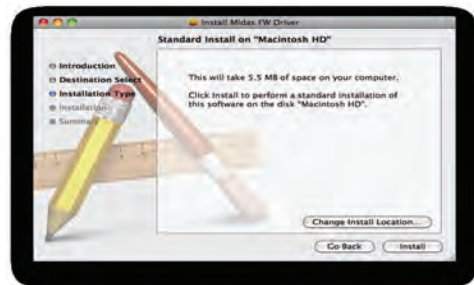 Install Midas FW Driver
Standard Install on "Macintosh HD"
Introduction
Destination Select
Installation Type
Installation
Summary
This will take 5.5 MB of space on your computer.
Click Install to perform a standard installation of
this software on the disk "Macintosh HD".
Change Install Location...
Go Back
Install